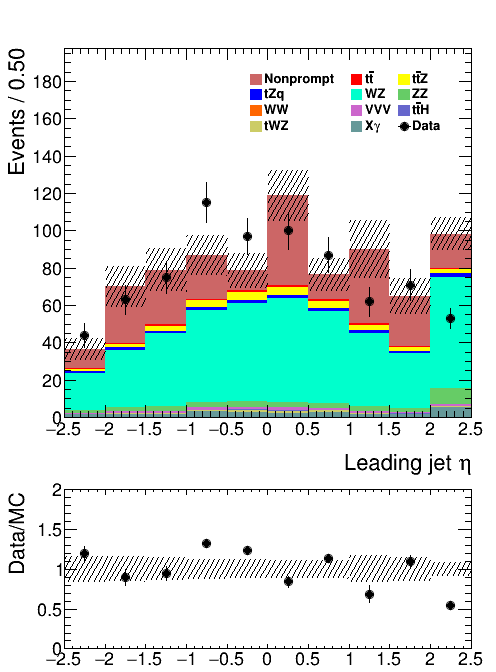 Events / 0.50
180
160
140
120
100
80
60
40
20
0
Nonprompt tt̄ tt̄Z
tZq WZ ZZ
WW VVV tt̄H
tWZ Xγ Data
−2.5 −2 −1.5 −1 −0.5 0 0.5 1 1.5 2 2.5
Leading jet η
Data/MC
2
1.5
1
0.5
0
−2.5 −2 −1.5 −1 −0.5 0 0.5 1 1.5 2 2.5